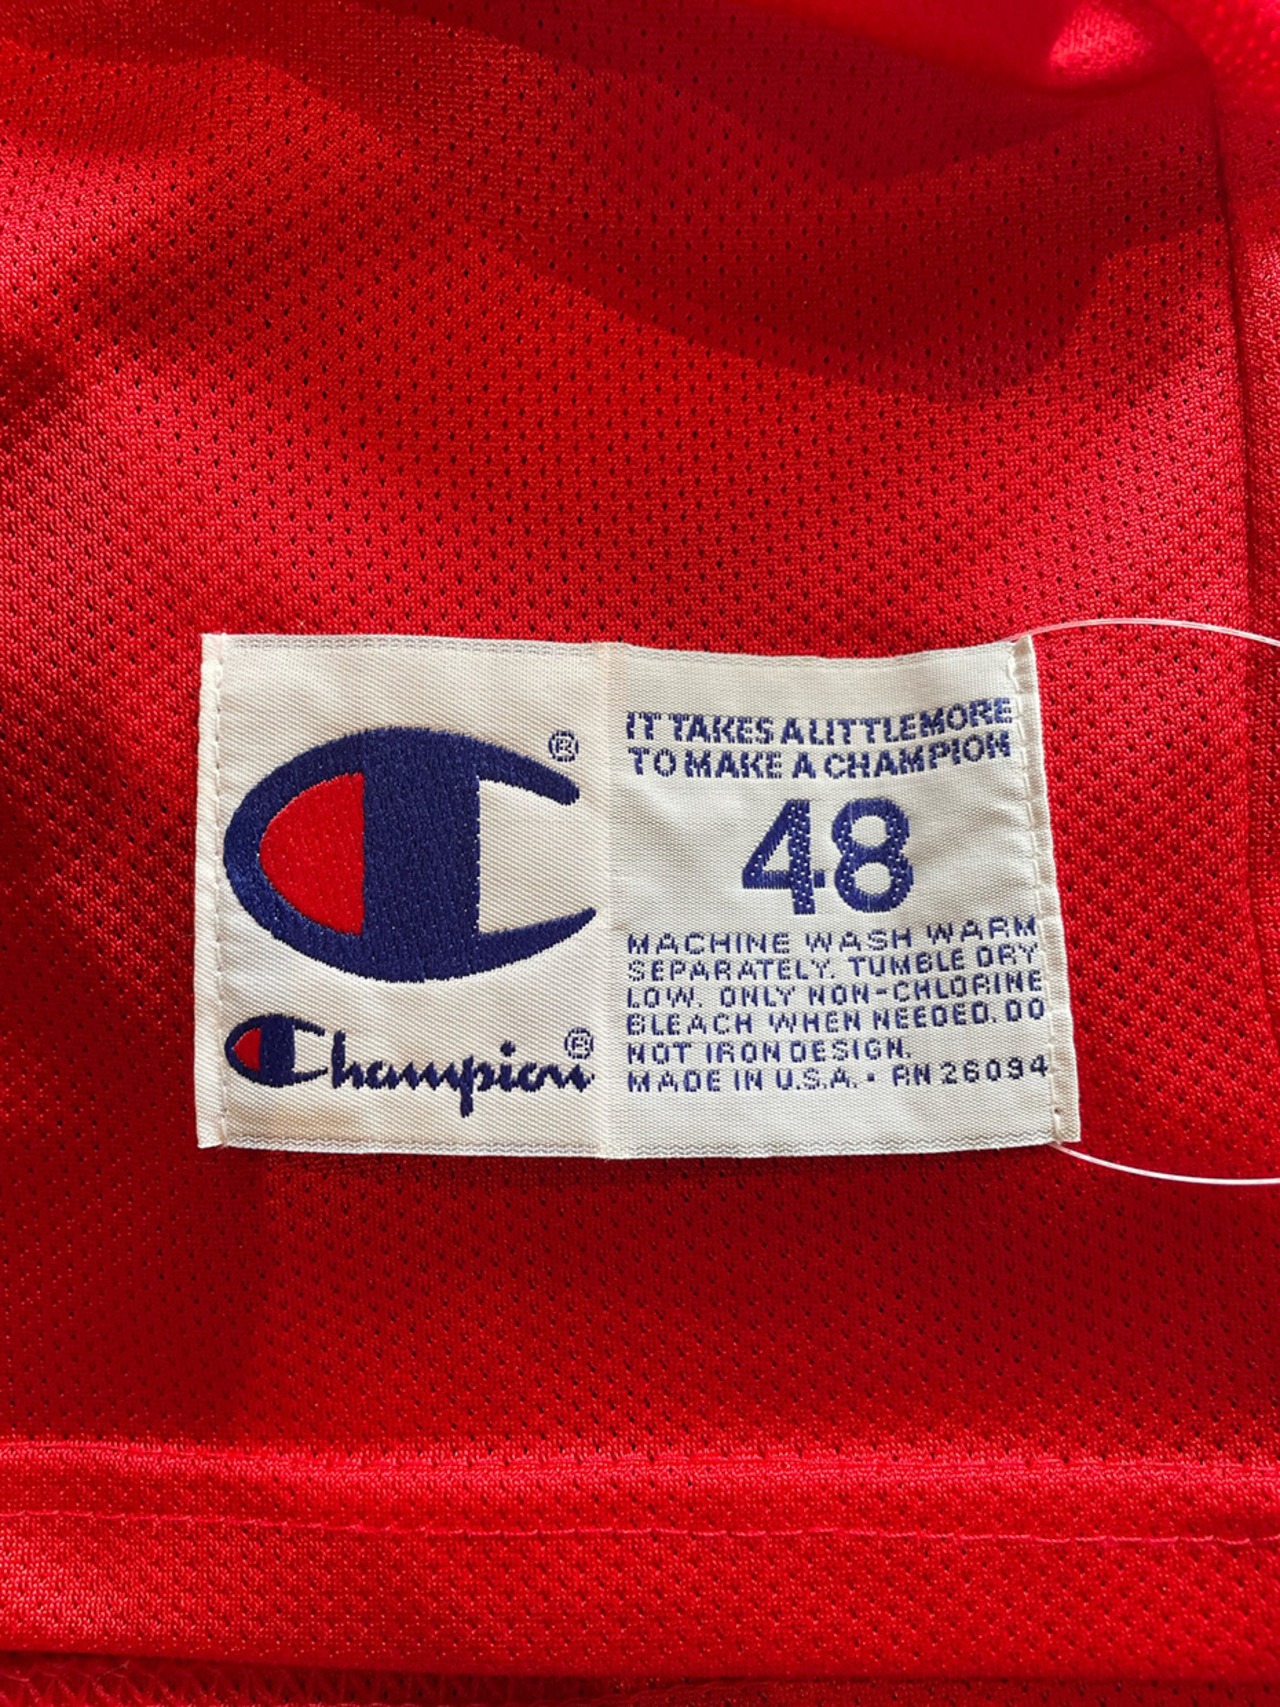 ®
Champion®
IT TAKES A LITTLE MORE
TO MAKE A CHAMPION
48
MACHINE WASH WARM
SEPARATELY. TUMBLE DRY
LOW. ONLY NON-CHLORINE
BLEACH WHEN NEEDED. DO
NOT IRON DESIGN.
MADE IN U.S.A. • RN 26094